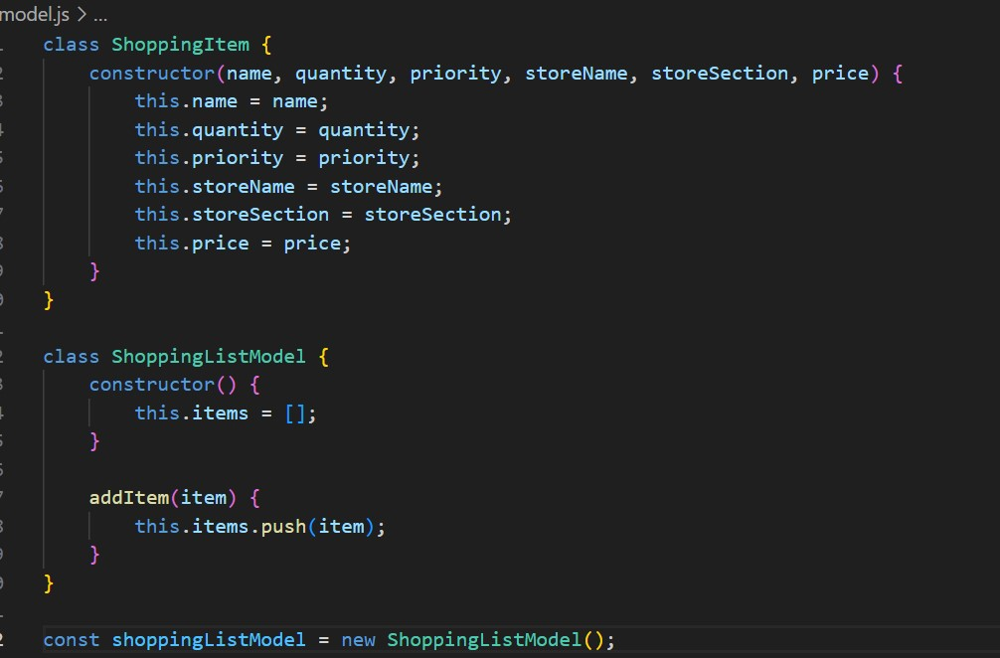 model.js > ...
class ShoppingItem {
    constructor(name, quantity, priority, storeName, storeSection, price) {
        this.name = name;
        this.quantity = quantity;
        this.priority = priority;
        this.storeName = storeName;
        this.storeSection = storeSection;
        this.price = price;
    }
}

class ShoppingListModel {
    constructor() {
        this.items = [];
    }

    addItem(item) {
        this.items.push(item);
    }
}

const shoppingListModel = new ShoppingListModel();